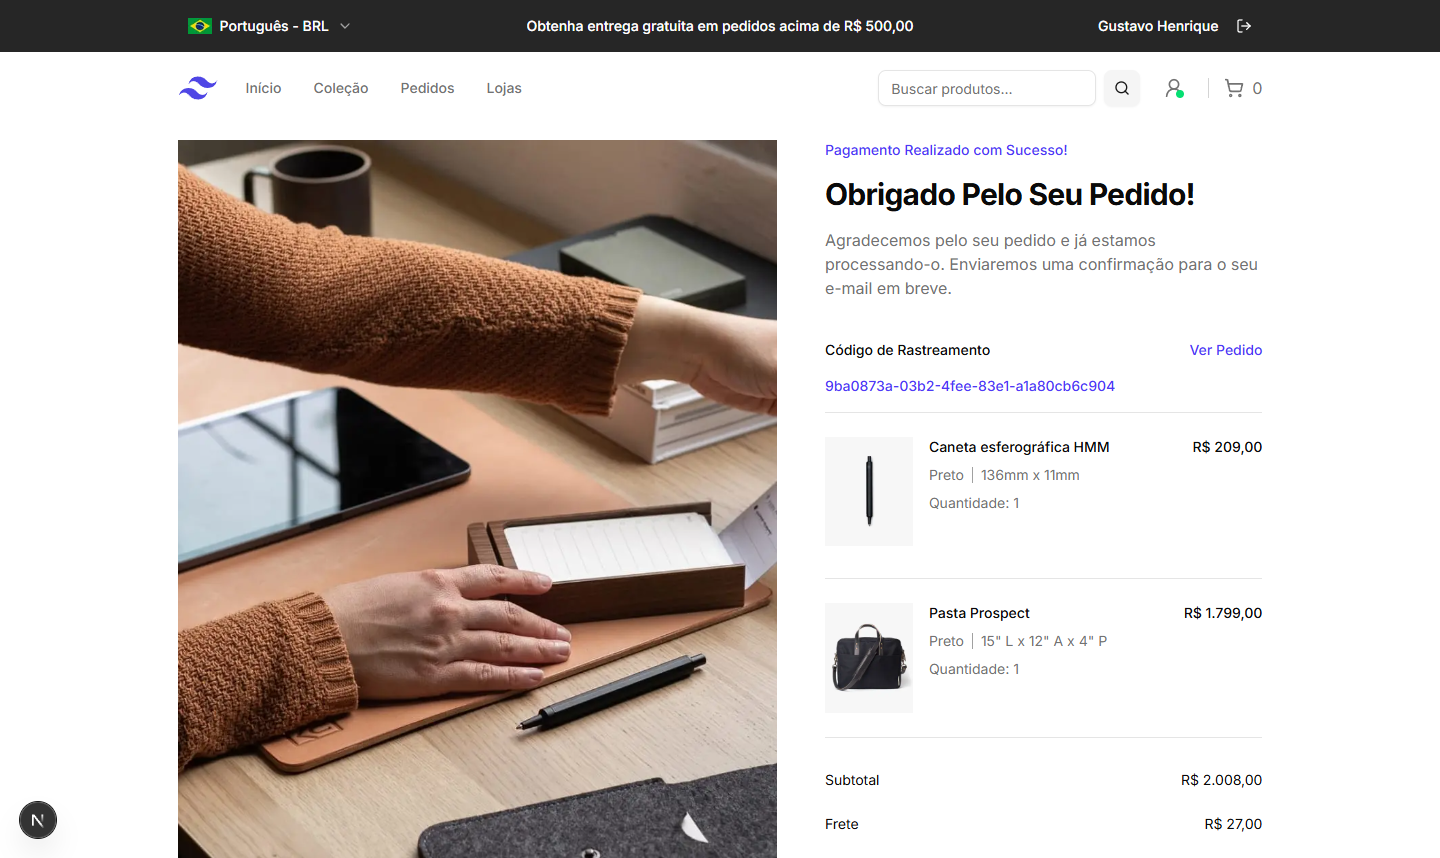 Português - BRL
Obtenha entrega gratuita em pedidos acima de R$ 500,00
Gustavo Henrique
Início
Coleção
Pedidos
Lojas
Buscar produtos...
0
Pagamento Realizado com Sucesso!
Obrigado Pelo Seu Pedido!
Agradecemos pelo seu pedido e já estamos
processando-o. Enviaremos uma confirmação para o seu
e-mail em breve.
Código de Rastreamento
Ver Pedido
9ba0873a-03b2-4fee-83e1-a1a80cb6c904
Caneta esferográfica HMM
R$ 209,00
Preto
136mm x 11mm
Quantidade: 1
Pasta Prospect
R$ 1.799,00
Preto
15" L x 12" A x 4" P
Quantidade: 1
Subtotal
R$ 2.008,00
Frete
R$ 27,00
N